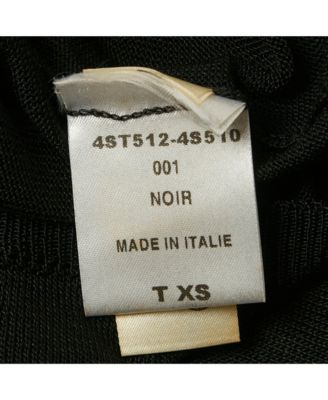 4ST512-4S510
001
NOIR
MADE IN ITALIE
T XS